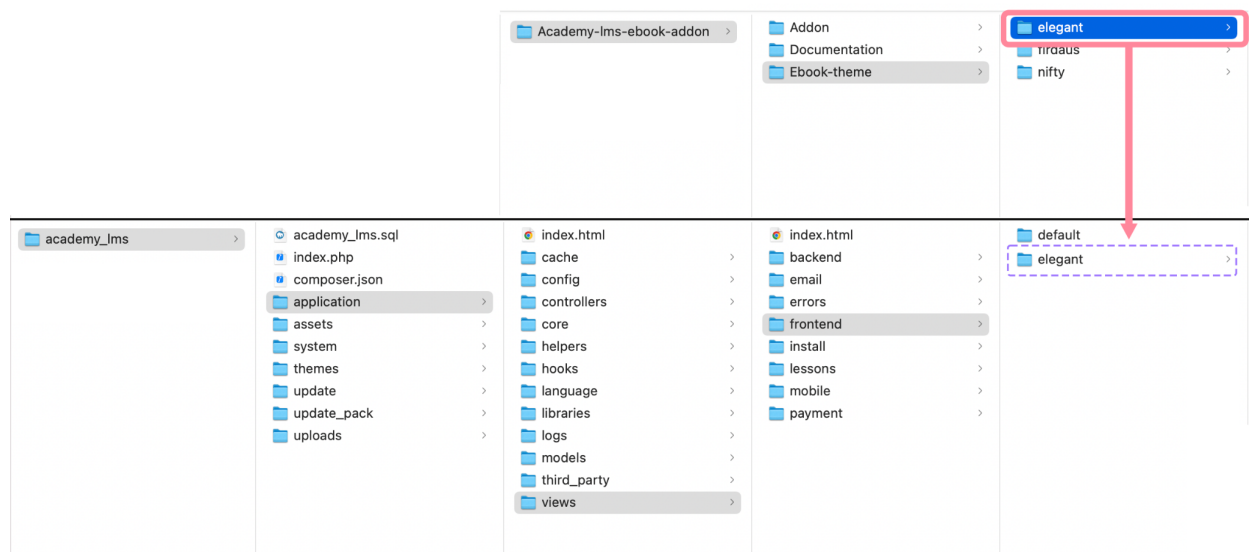 Academy-lms-ebook-addon
Addon
Documentation
Ebook-theme
elegant
firdaus
nifty
academy_lms
academy_lms.sql
index.php
composer.json
application
assets
system
themes
update
update_pack
uploads
index.html
cache
config
controllers
core
helpers
hooks
language
libraries
logs
models
third_party
views
index.html
backend
email
errors
frontend
install
lessons
mobile
payment
default
elegant